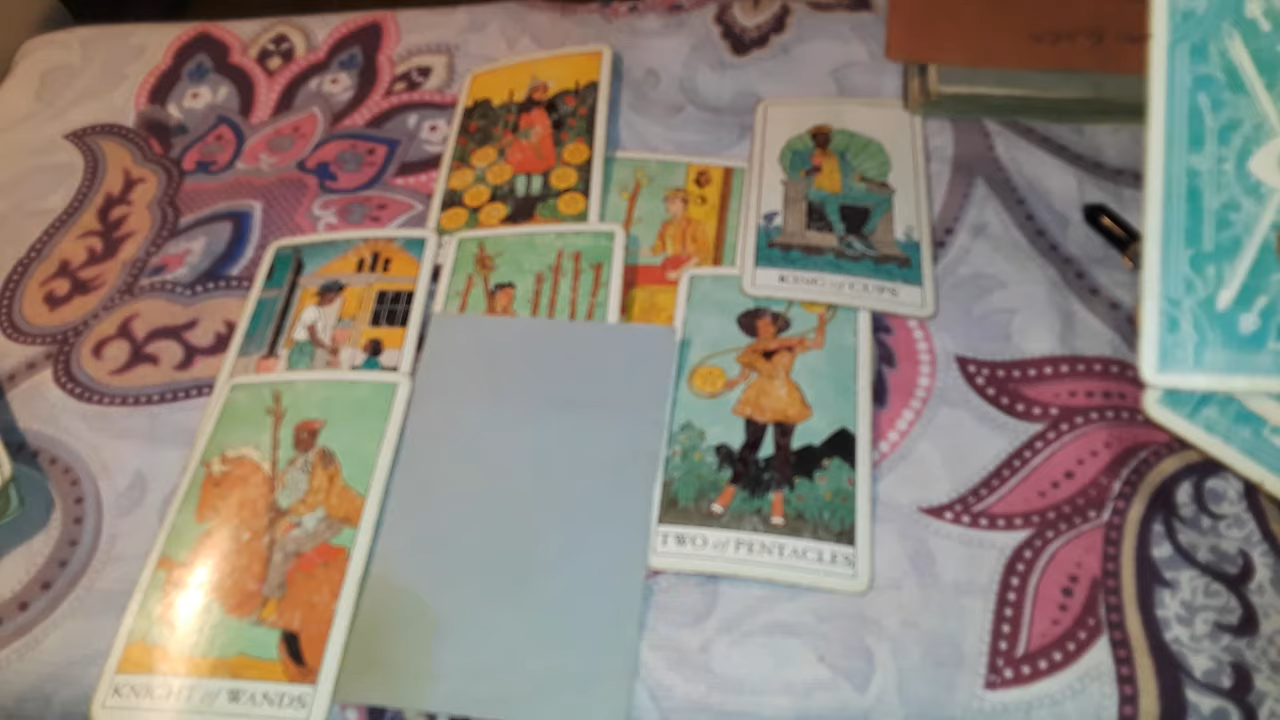 KING of CUPS
TWO of PENTACLES
KNIGHT of WANDS